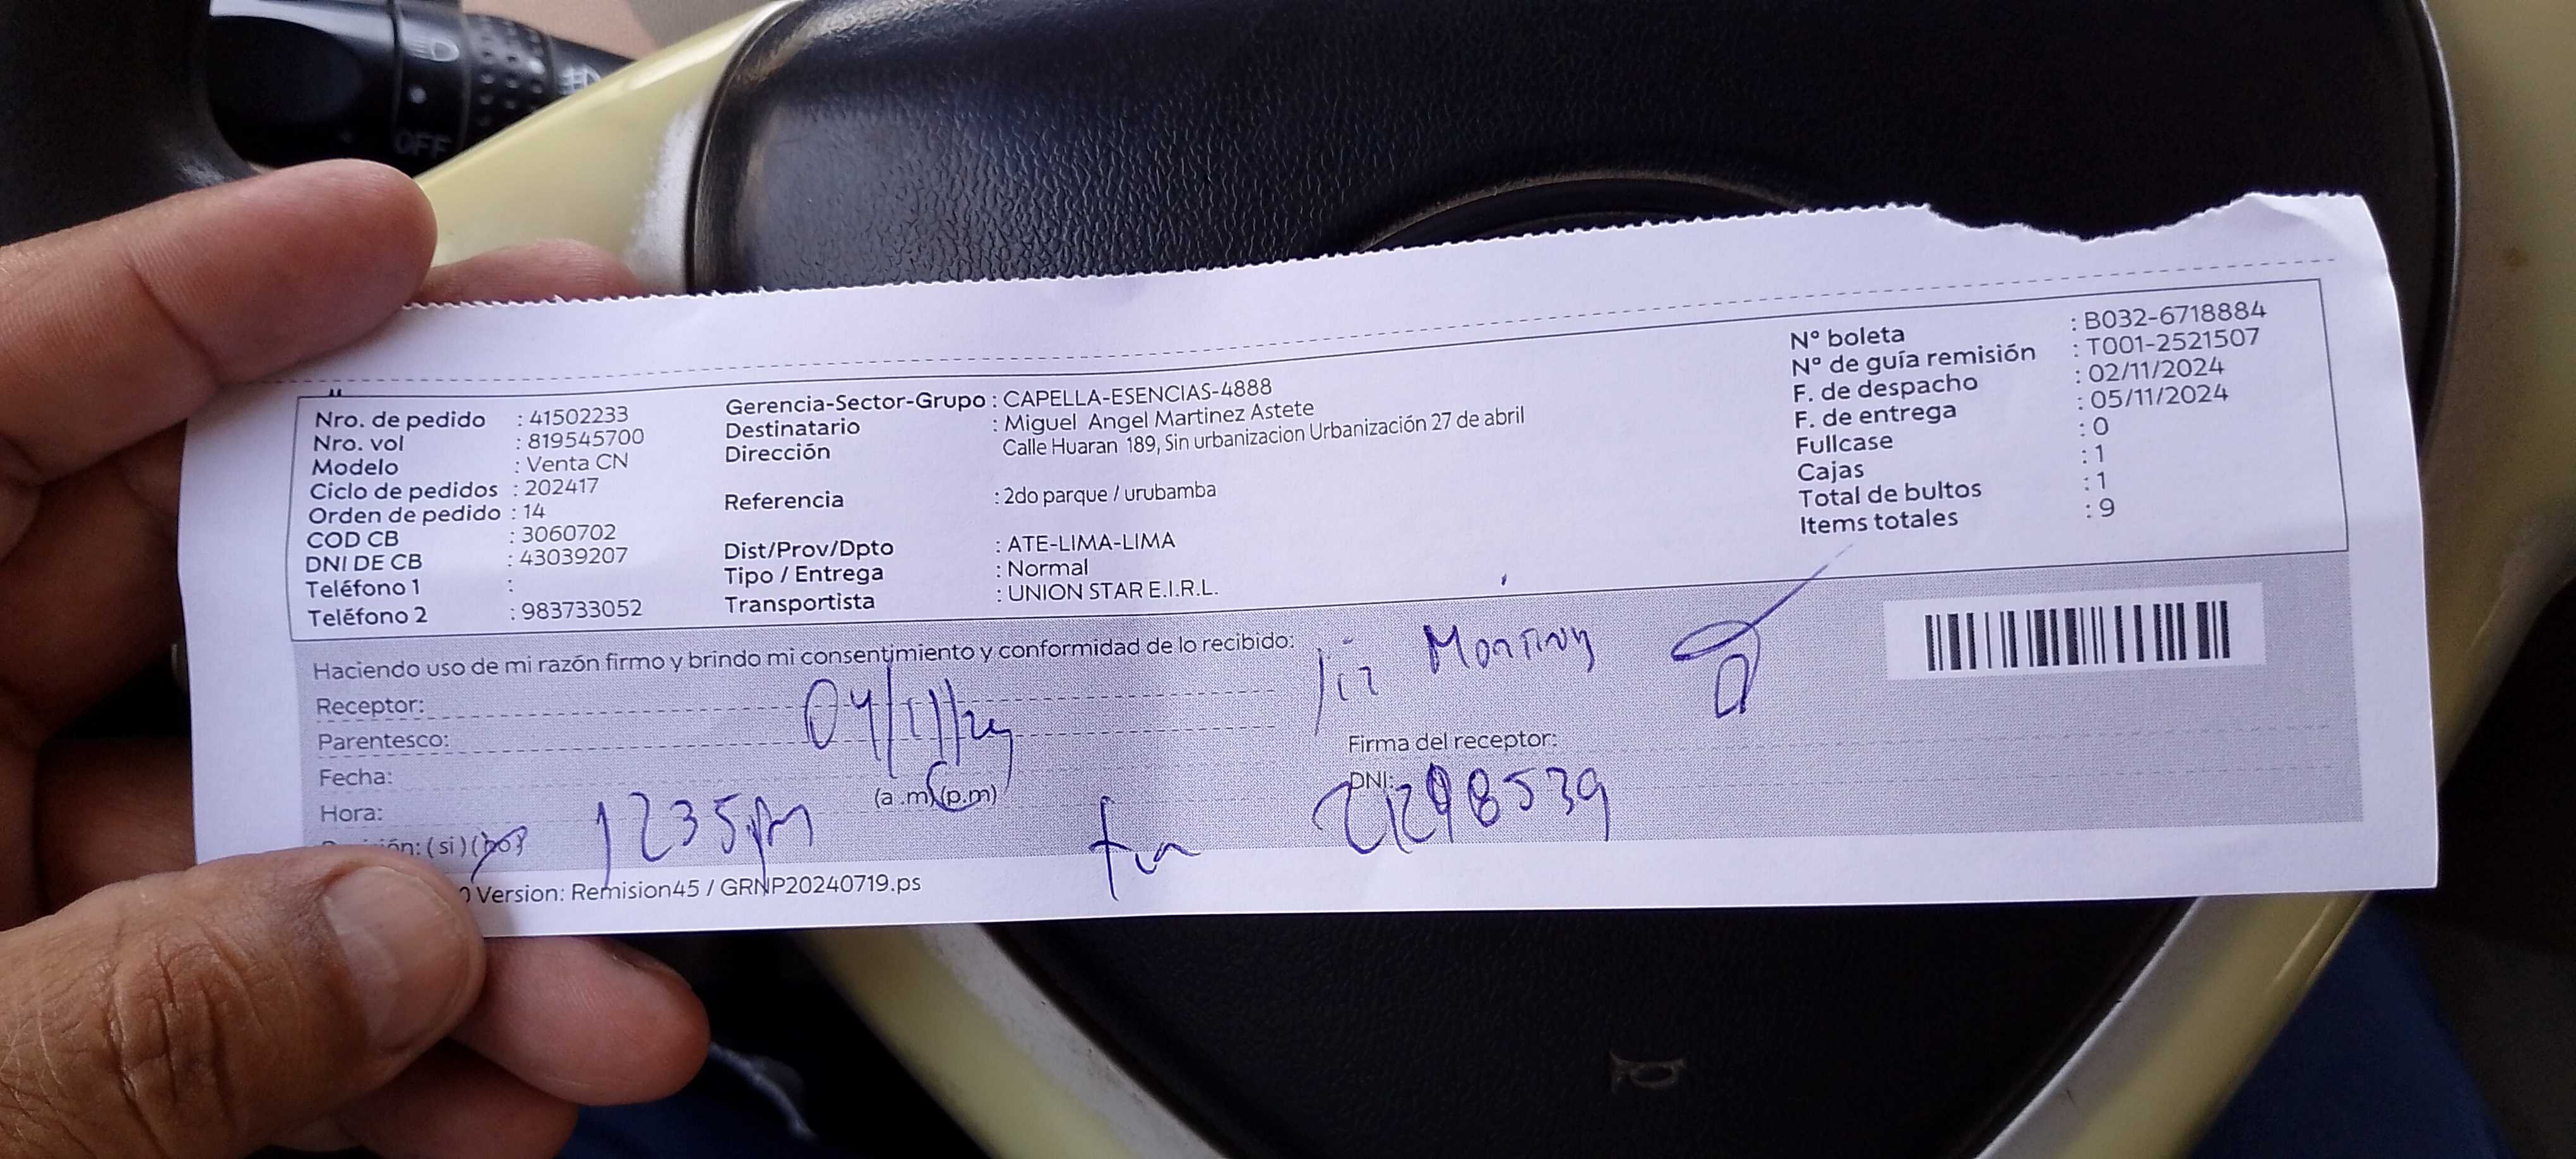 OFF
Nro. de pedido : 41502233
Nro. vol : 819545700
Modelo : Venta CN
Ciclo de pedidos : 202417
Orden de pedido : 14
COD CB : 3060702
DNI DE CB : 43039207
Teléfono 1 :
Teléfono 2 : 983733052
Gerencia-Sector-Grupo : CAPELLA-ESENCIAS-4888
Destinatario : Miguel Angel Martinez Astete
Dirección Calle Huaran 189, Sin urbanizacion Urbanización 27 de abril
Referencia : 2do parque / urubamba
Dist/Prov/Dpto : ATE-LIMA-LIMA
Tipo / Entrega : Normal
Transportista : UNION STAR E.I.R.L.
Nº boleta : B032-6718884
Nº de guía remisión : T001-2521507
F. de despacho : 02/11/2024
F. de entrega : 05/11/2024
Fullcase : 0
Cajas : 1
Total de bultos : 1
Items totales : 9
Haciendo uso de mi razón firmo y brindo mi consentimiento y conformidad de lo recibido:
Receptor:
Parentesco: 04/11/24
Fecha:
Hora: (a.m) (p.m)
(si) (no) 1235pm
Firma del receptor:
DNI:
Version: Remision45 / GRNP20240719.ps